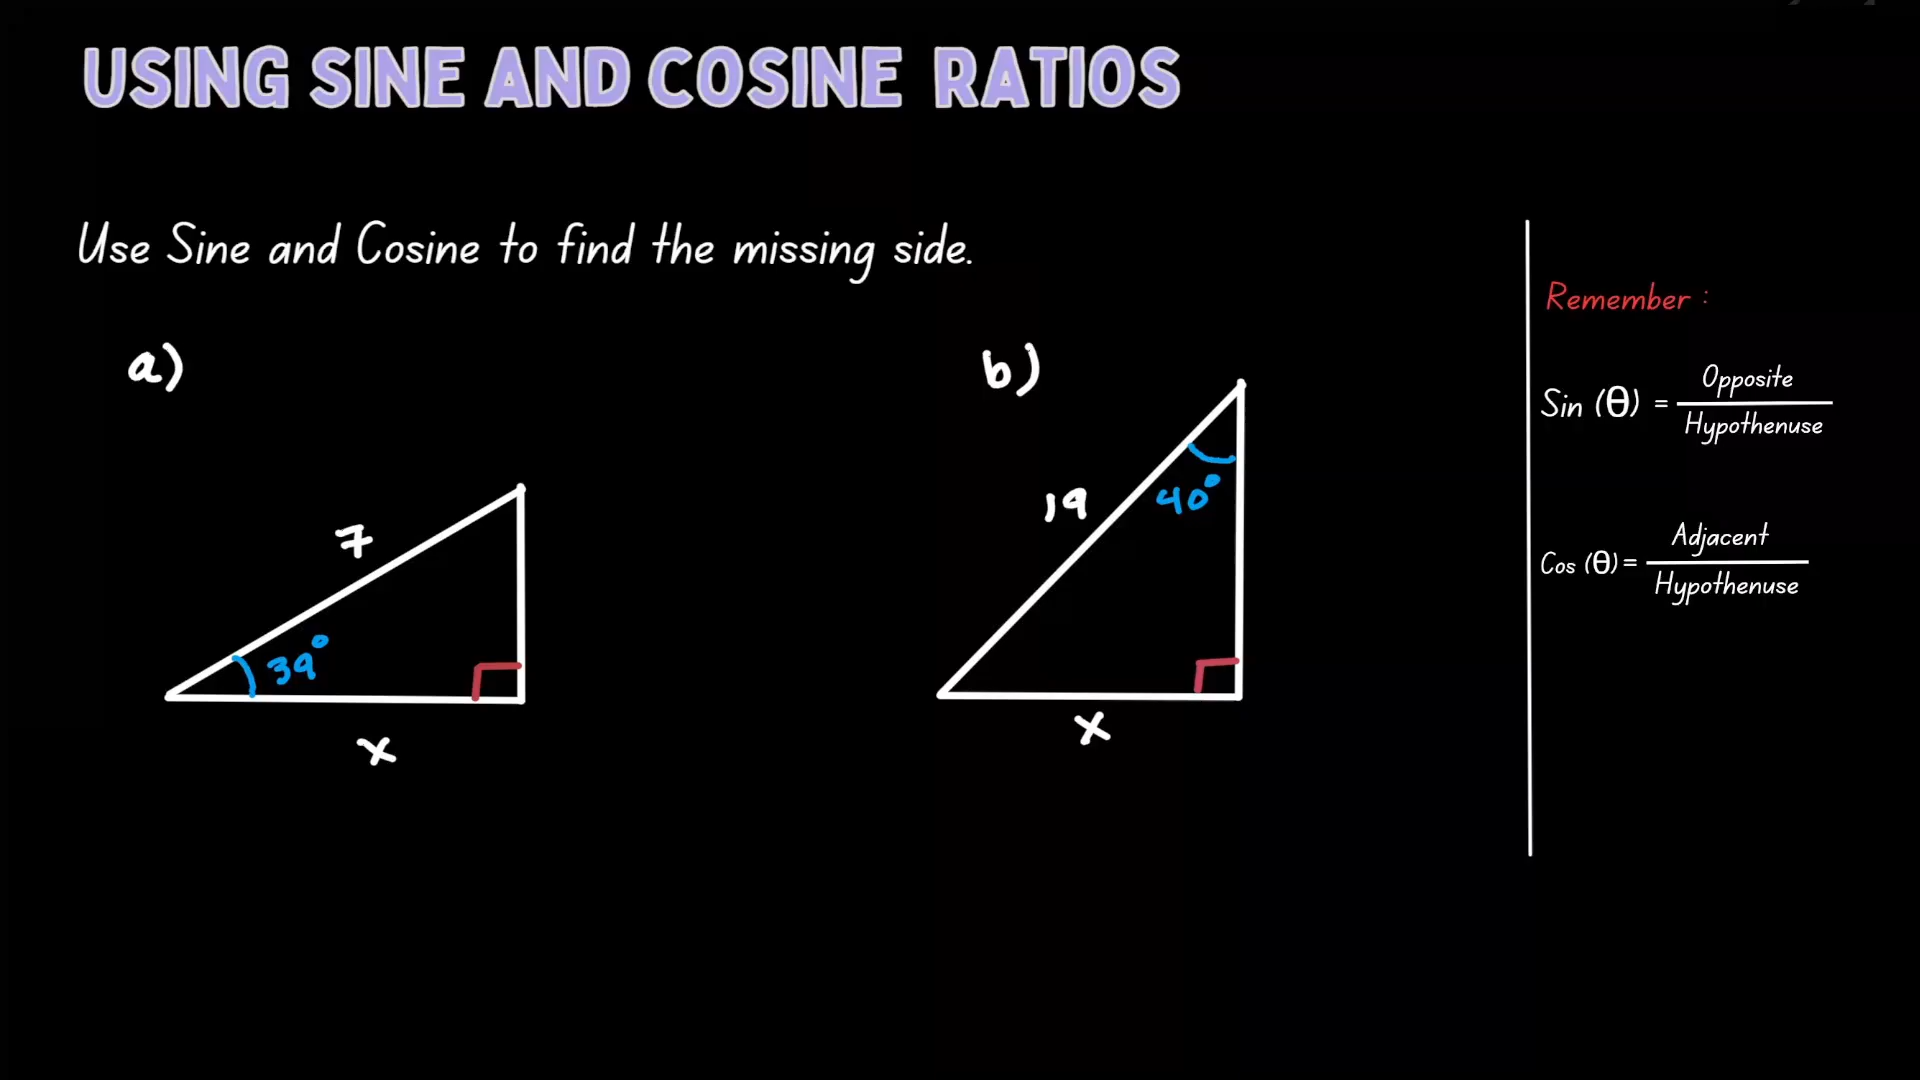 USING SINE AND COSINE RATIOS
Use Sine and Cosine to find the missing side.
a)
7
39°
x
b)
19
40°
x
Remember :
Sin (θ) = Opposite / Hypothenuse
Cos (θ) = Adjacent / Hypothenuse